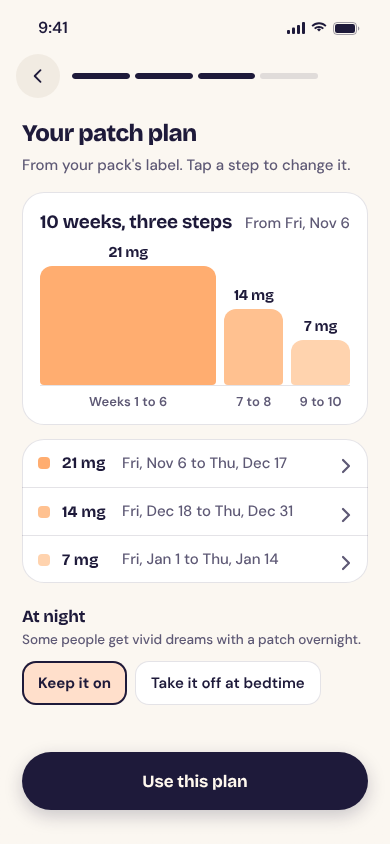 9:41
Your patch plan
From your pack's label. Tap a step to change it.
10 weeks, three steps From Fri, Nov 6
21 mg
14 mg
7 mg
Weeks 1 to 6 7 to 8 9 to 10
21 mg Fri, Nov 6 to Thu, Dec 17
14 mg Fri, Dec 18 to Thu, Dec 31
7 mg Fri, Jan 1 to Thu, Jan 14
At night
Some people get vivid dreams with a patch overnight.
Keep it on Take it off at bedtime
Use this plan